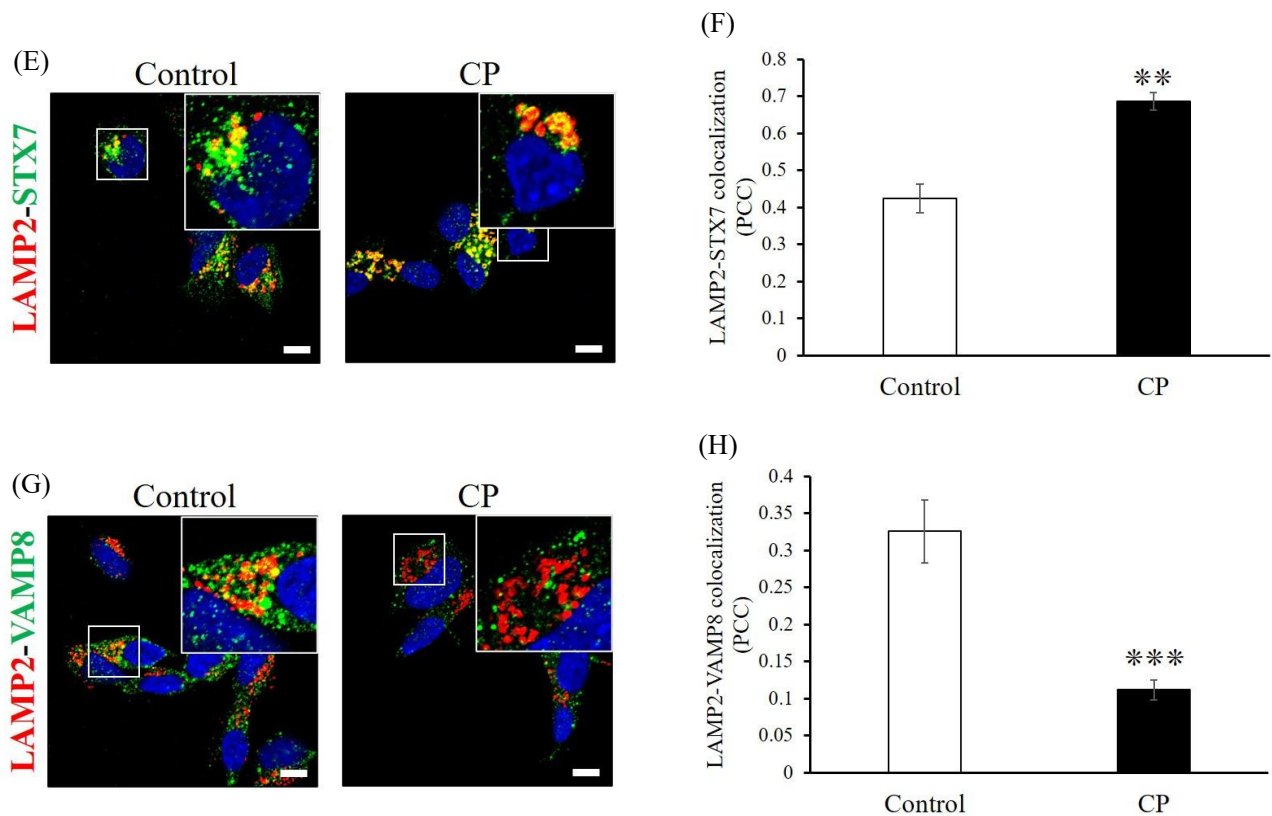 (E)
Control
CP
LAMP2-STX7
(F)
LAMP2-STX7 colocalization
(PCC)
0.8
0.7
0.6
0.5
0.4
0.3
0.2
0.1
0
**
Control
CP
(G)
Control
CP
LAMP2-VAMP8
(H)
LAMP2-VAMP8 colocalization
(PCC)
0.4
0.35
0.3
0.25
0.2
0.15
0.1
0.05
0
***
Control
CP